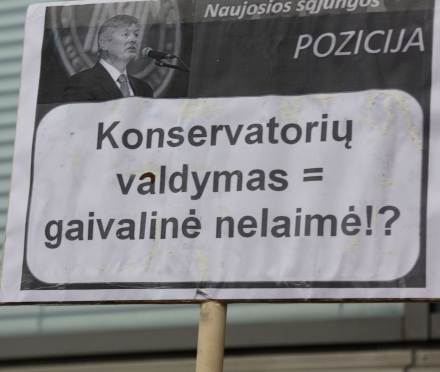 Naujosios sąjungos
POZICIJA
Konservatorių
valdymas =
gaivalinė nelaimė!?